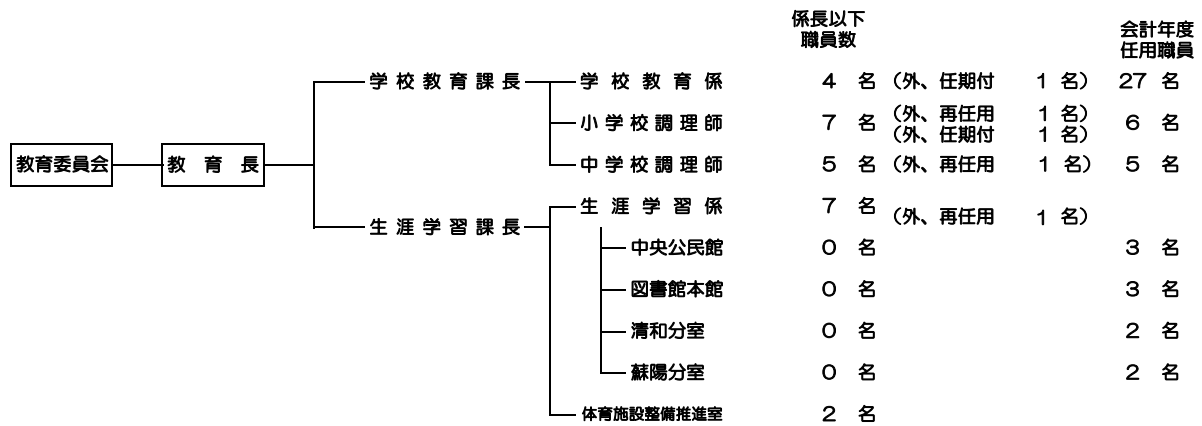 係長以下
職員数
会計年度
任用職員
学校教育課長 学校教育係 4 名 (外、任期付 1 名) 27 名
小学校調理師 7 名 (外、再任用 1 名) 6 名
(外、任期付 1 名)
教育委員会 教育長 中学校調理師 5 名 (外、再任用 1 名) 5 名
生涯学習課長 生涯学習係 7 名 (外、再任用 1 名)
中央公民館 0 名 3 名
図書館本館 0 名 3 名
清和分室 0 名 2 名
蘇陽分室 0 名 2 名
体育施設整備推進室 2 名